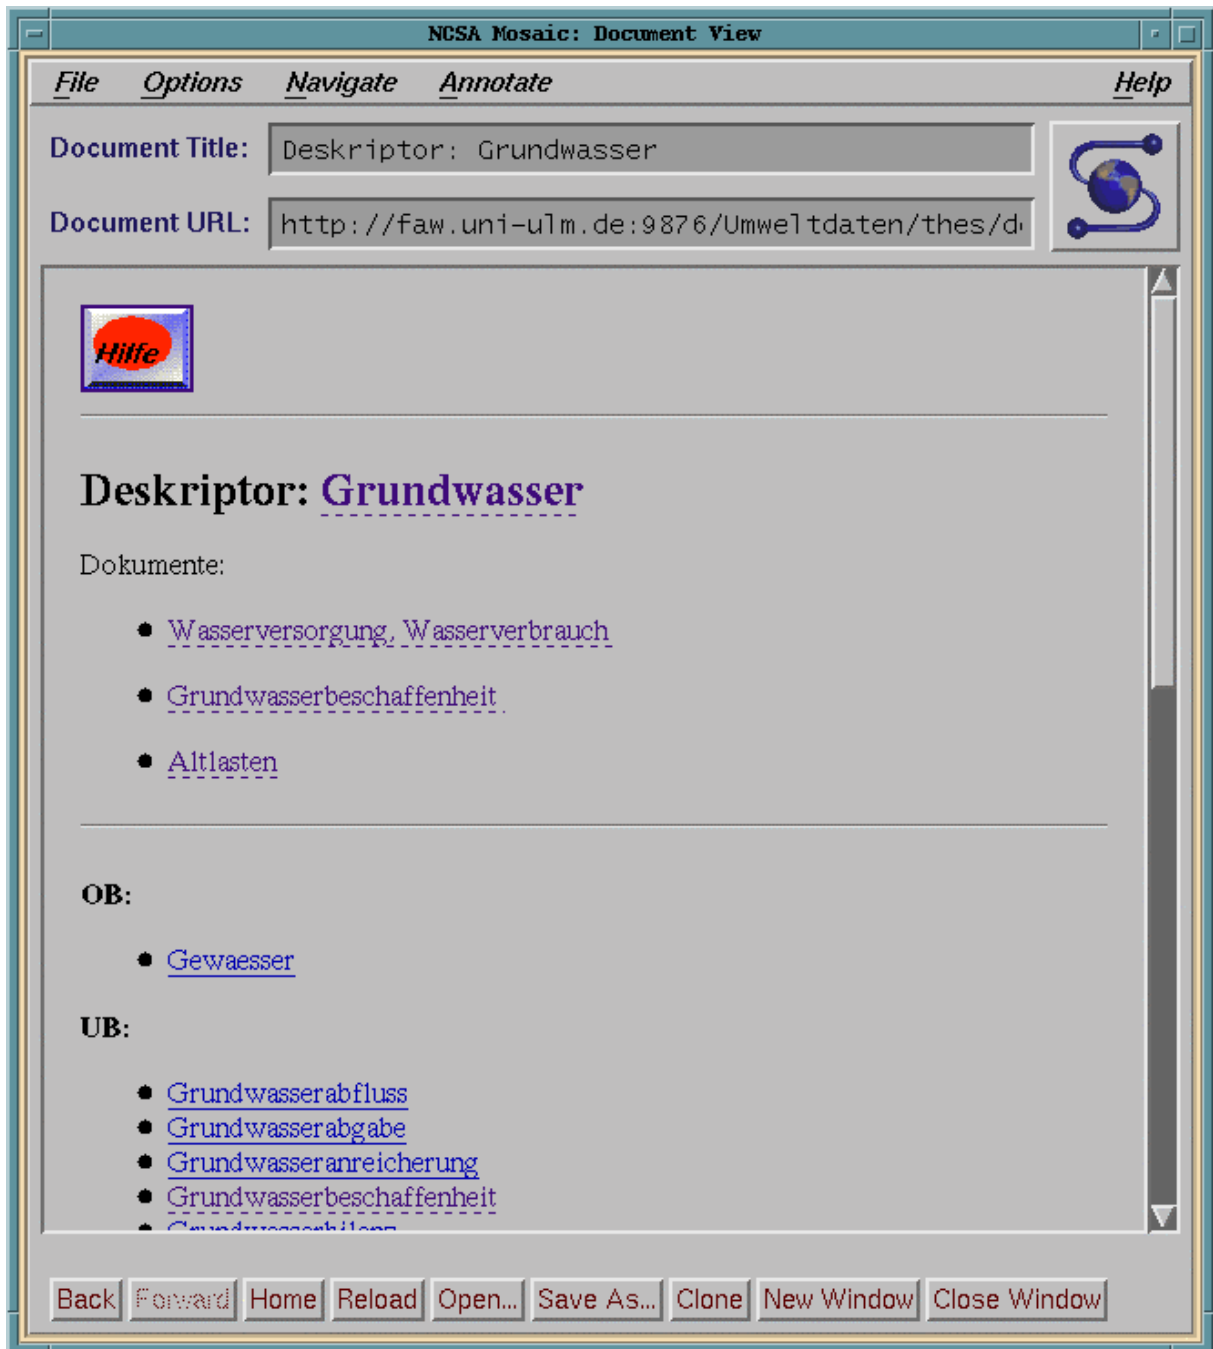 NCSA Mosaic: Document View
File Options Navigate Annotate Help
Document Title: Deskriptor: Grundwasser
Document URL: http://faw.uni-ulm.de:9876/Umweltdaten/thes/d
Hilfe
Deskriptor: Grundwasser
Dokumente:
Wasserversorgung, Wasserverbrauch
Grundwasserbeschaffenheit
Altlasten
OB:
Gewaesser
UB:
Grundwasserabfluss
Grundwasserabgabe
Grundwasseranreicherung
Grundwasserbeschaffenheit
Grundwasserbilanz
Back Forward Home Reload Open... Save As... Clone New Window Close Window